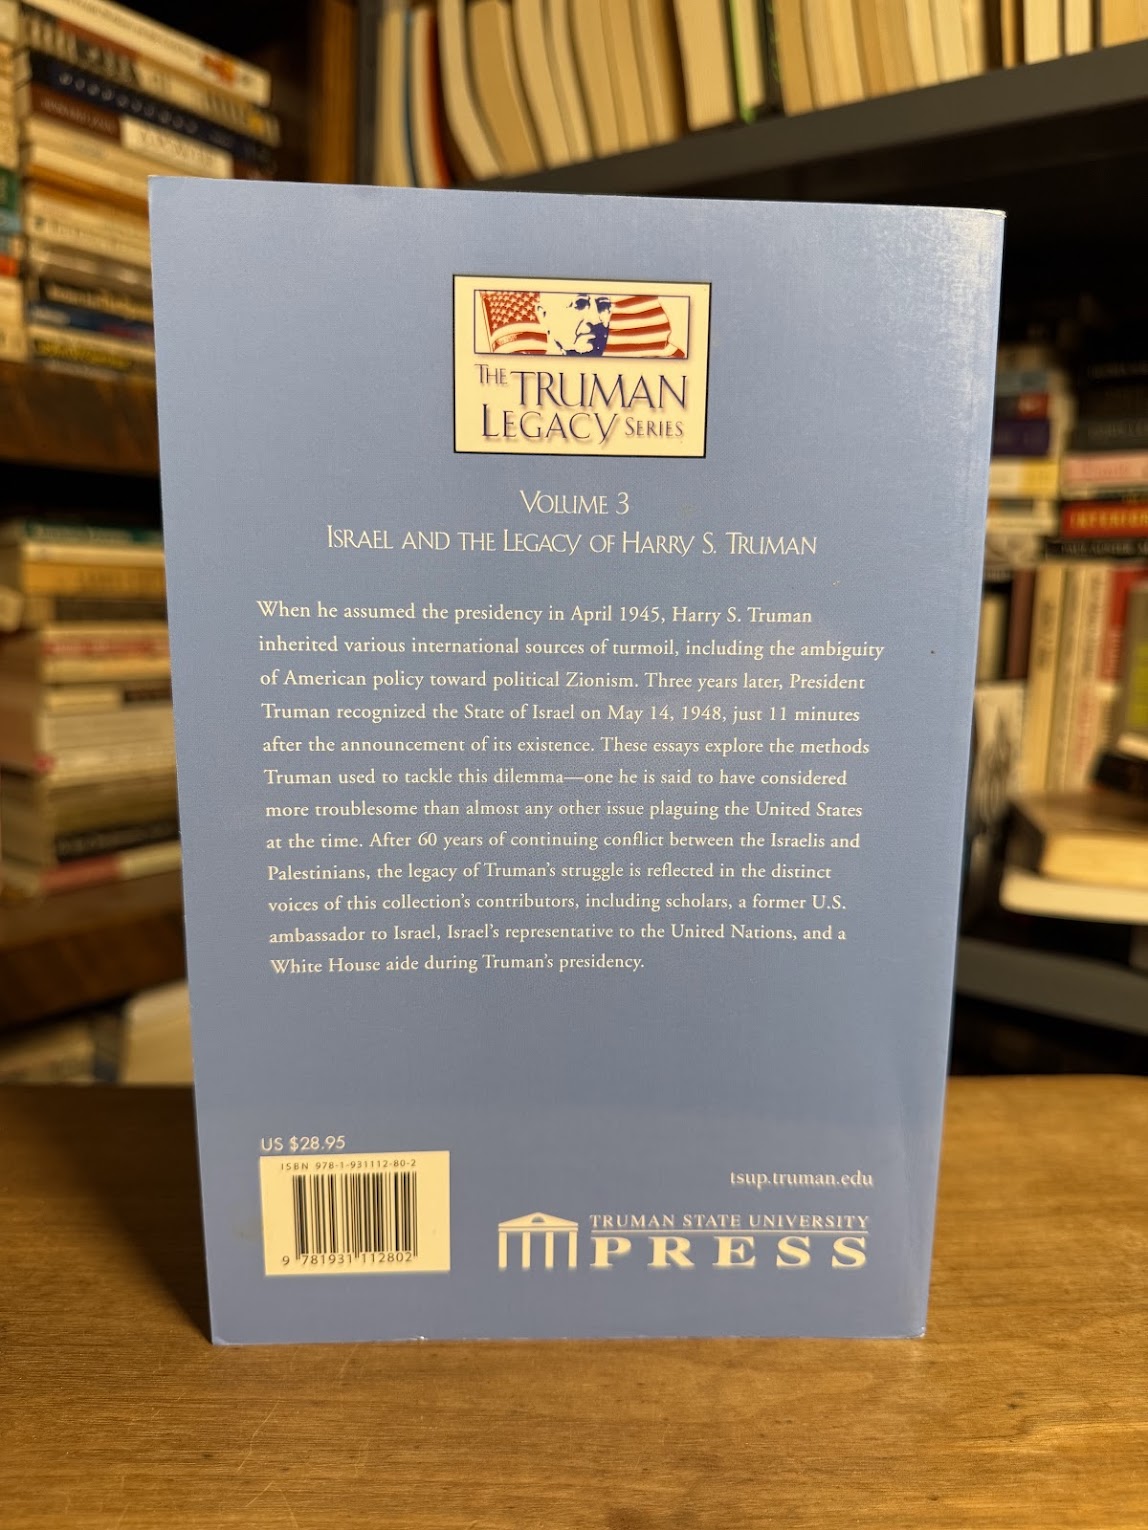 THE TRUMAN
LEGACY SERIES
VOLUME 3
ISRAEL AND THE LEGACY OF HARRY S. TRUMAN
When he assumed the presidency in April 1945, Harry S. Truman
inherited various international sources of turmoil, including the ambiguity
of American policy toward political Zionism. Three years later, President
Truman recognized the State of Israel on May 14, 1948, just 11 minutes
after the announcement of its existence. These essays explore the methods
Truman used to tackle this dilemma—one he is said to have considered
more troublesome than almost any other issue plaguing the United States
at the time. After 60 years of continuing conflict between the Israelis and
Palestinians, the legacy of Truman's struggle is reflected in the distinct
voices of this collection's contributors, including scholars, a former U.S.
ambassador to Israel, Israel's representative to the United Nations, and a
White House aide during Truman's presidency.
US $28.95
ISBN 978-1-931112-80-2
9 781931 112802
tsup.truman.edu
TRUMAN STATE UNIVERSITY
PRESS